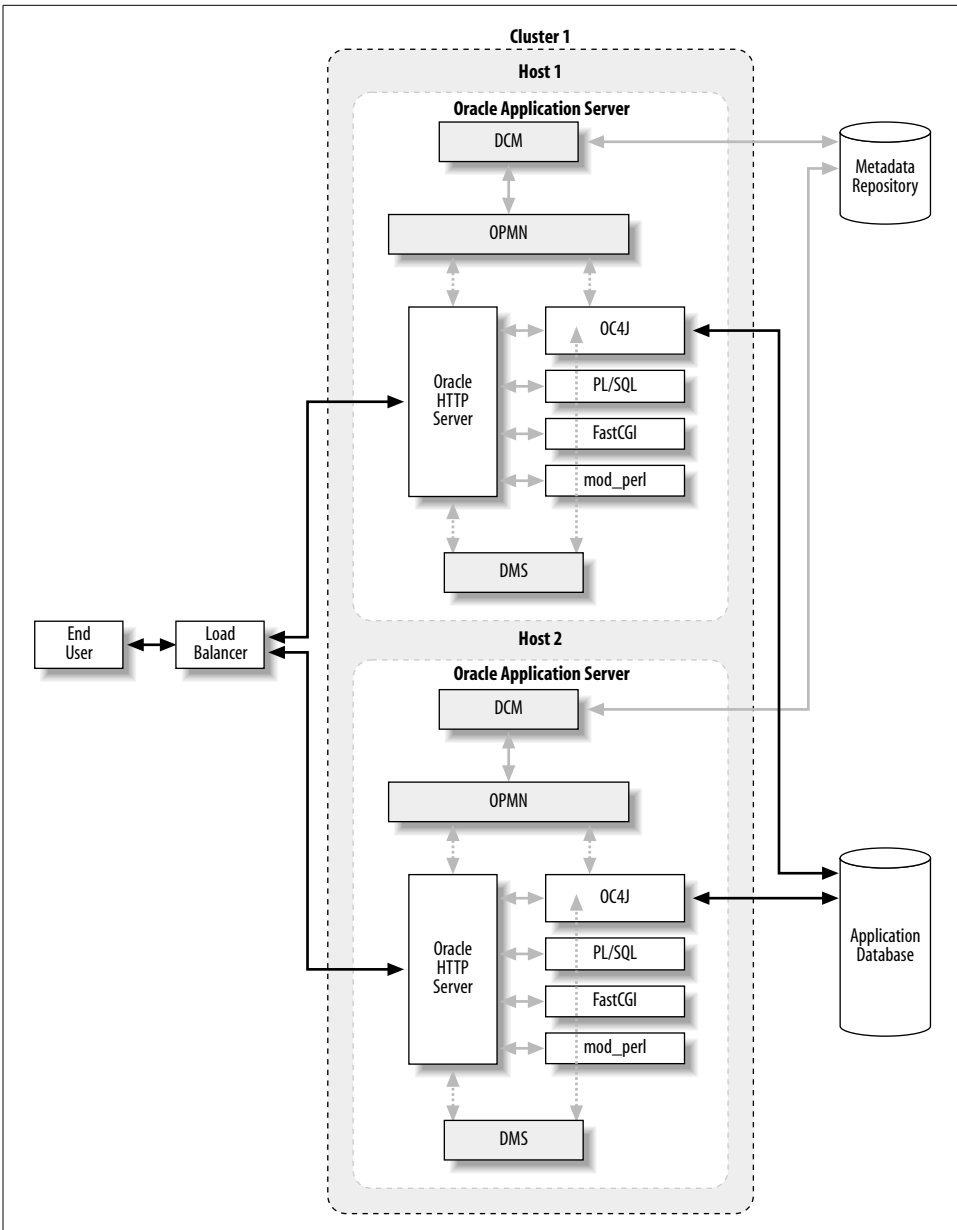 Cluster 1
Host 1
Oracle Application Server
DCM
Metadata
Repository
OPMN
OC4J
Oracle
HTTP
Server
PL/SQL
FastCGI
mod_perl
DMS
End
User
Load
Balancer
Host 2
Oracle Application Server
DCM
OPMN
OC4J
Oracle
HTTP
Server
PL/SQL
FastCGI
mod_perl
Application
Database
DMS